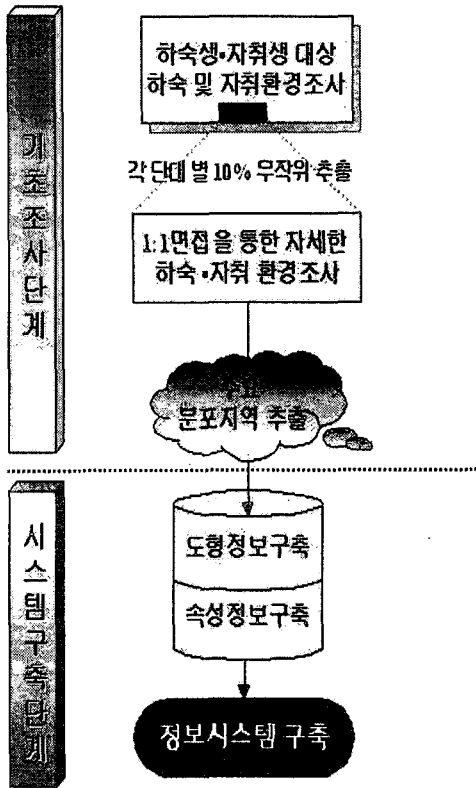 기초조사단계
하숙생•자취생 대상
하숙 및 자취환경조사
각 단대 별 10% 무작위 추출
1:1면접을 통한 자세한
하숙•자취 환경조사
주요
분포지역 추출
시스템구축단계
도형정보구축
속성정보구축
정보시스템 구축